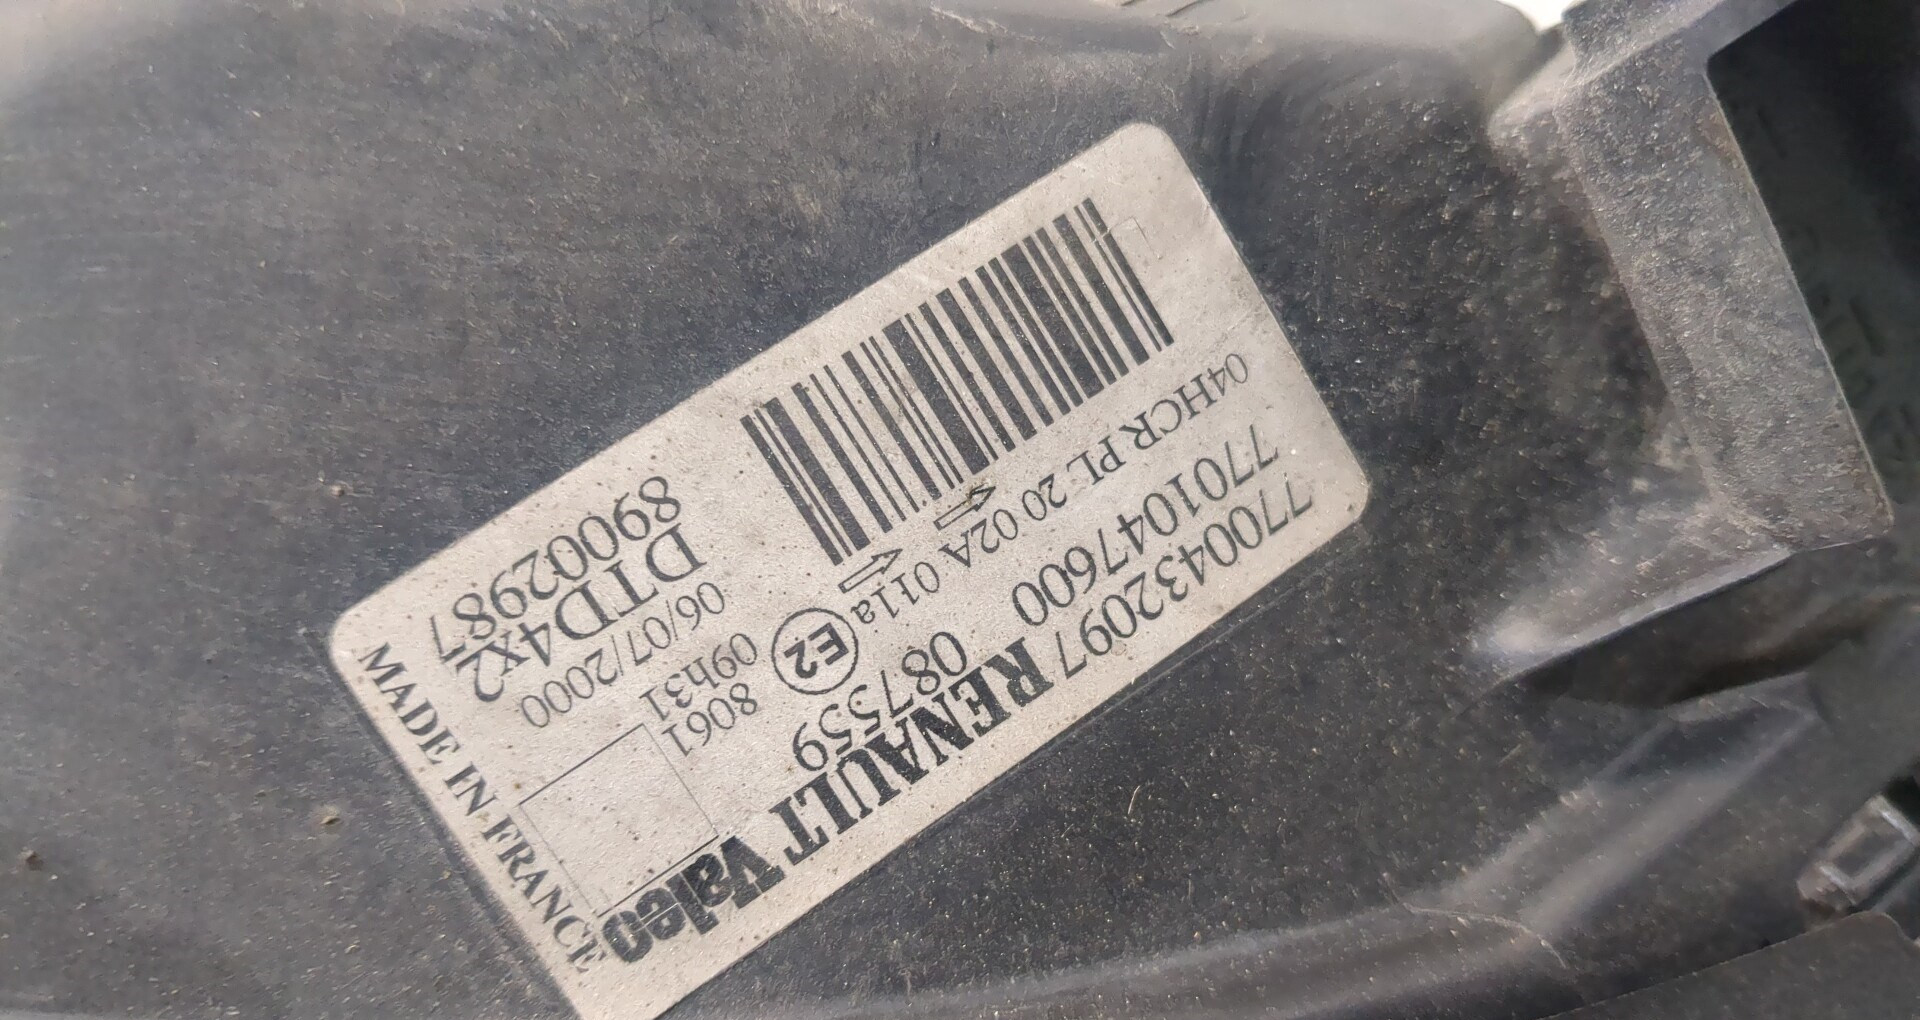 7700432097 RENAULT Valeo
7701047600 087559
04HCR PL 20 02A 011a E2 8061
09h31
06/07/2000
DTD4x2
89002987
MADE IN FRANCE